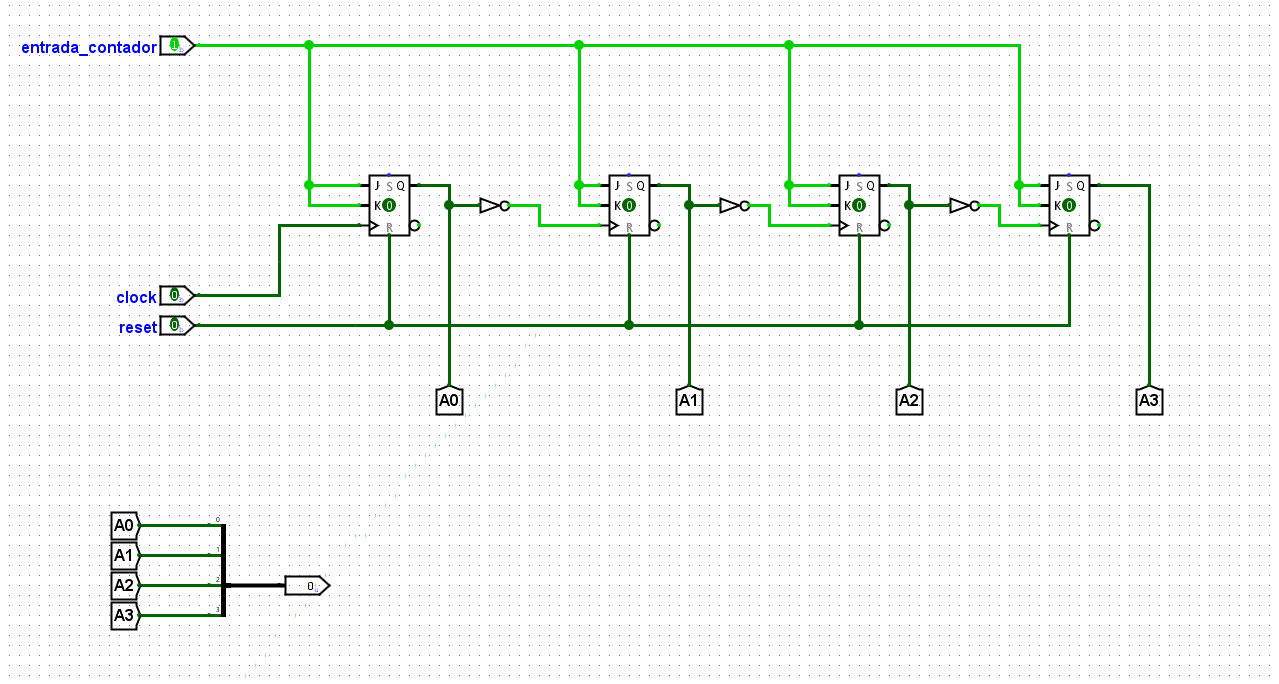 entrada_contador 1
J S Q J S Q J S Q J S Q
K 0 K 0 K 0 K 0
R R R R
clock 0
reset 0
A0 A1 A2 A3
A0 0
A1 1
A2 2
A3 3
0